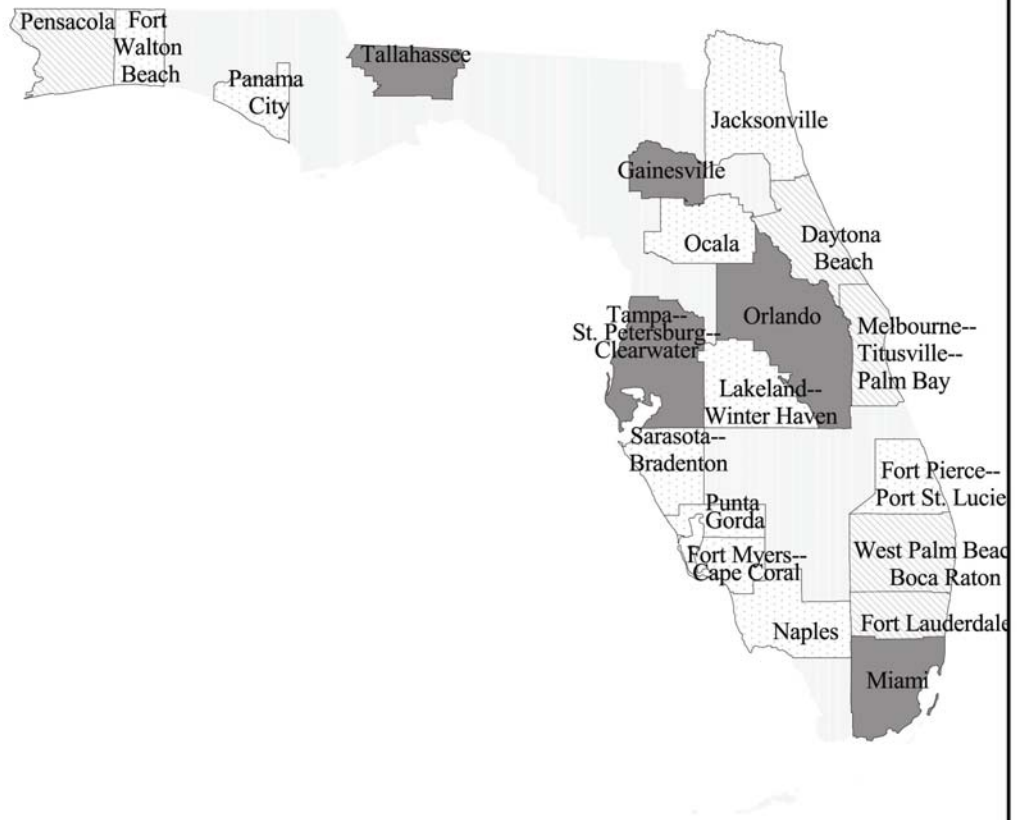 Pensacola
Fort
Walton
Beach
Panama
City
Tallahassee
Jacksonville
Gainesville
Ocala
Daytona
Beach
Tampa--
St. Petersburg--
Clearwater
Orlando
Melbourne--
Titusville--
Palm Bay
Lakeland--
Winter Haven
Sarasota--
Bradenton
Fort Pierce--
Port St. Lucie
Punta
Gorda
West Palm Beac
Boca Raton
Fort Myers--
Cape Coral
Fort Lauderdale
Naples
Miami